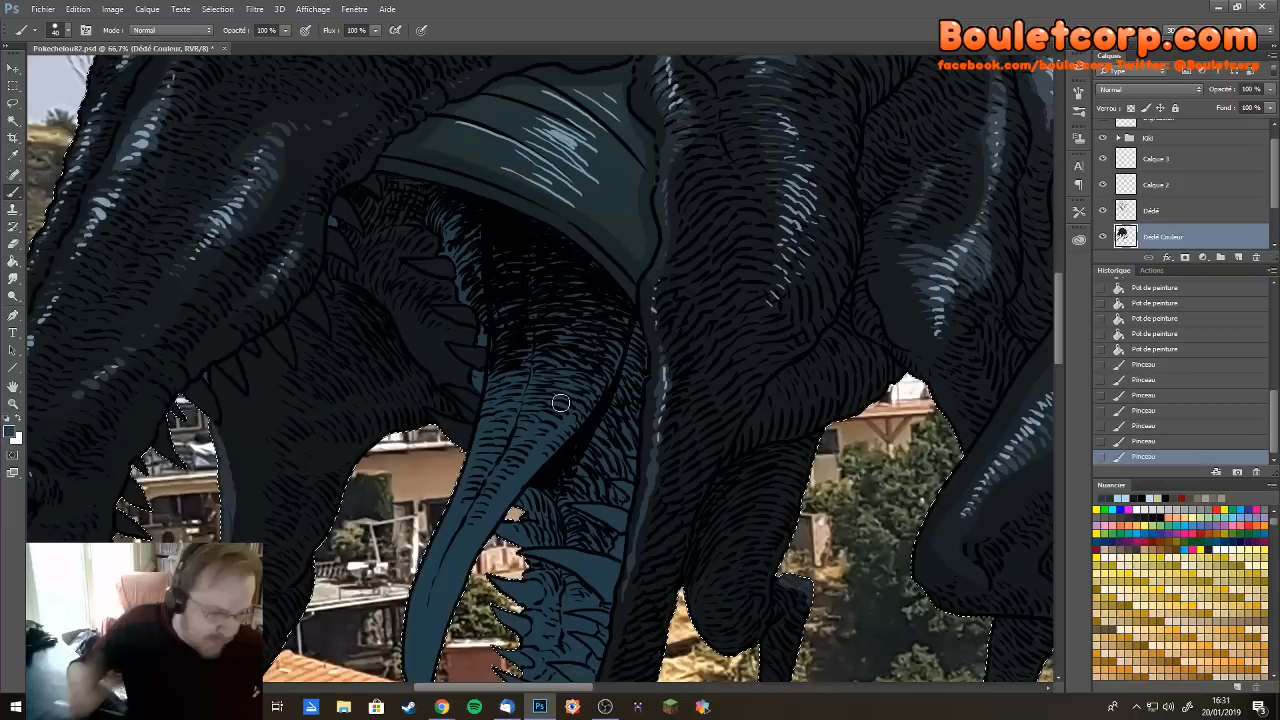 Ps Fichier Edition Image Calque Texte Sélection Filtre 3D Affichage Fenêtre Aide
40 Mode : Normal Opacité : 100 % Flux : 100 %
Bouletcorp.com
facebook.com/bouletcorp Twitter: @Bouletcorp
Pokechelou82.psd @ 66,7% (Dédé Couleur, RVB/8) *
Calques
Type
Normal Opacité : 100 %
Verrou : Fond : 100 %
Kiki
Calque 3
Calque 2
Dédé
Dédé Couleur
Historique Actions
Pot de peinture
Pot de peinture
Pot de peinture
Pot de peinture
Pot de peinture
Pinceau
Pinceau
Pinceau
Pinceau
Pinceau
Pinceau
Pinceau
Nuancier
16:31
20/01/2019